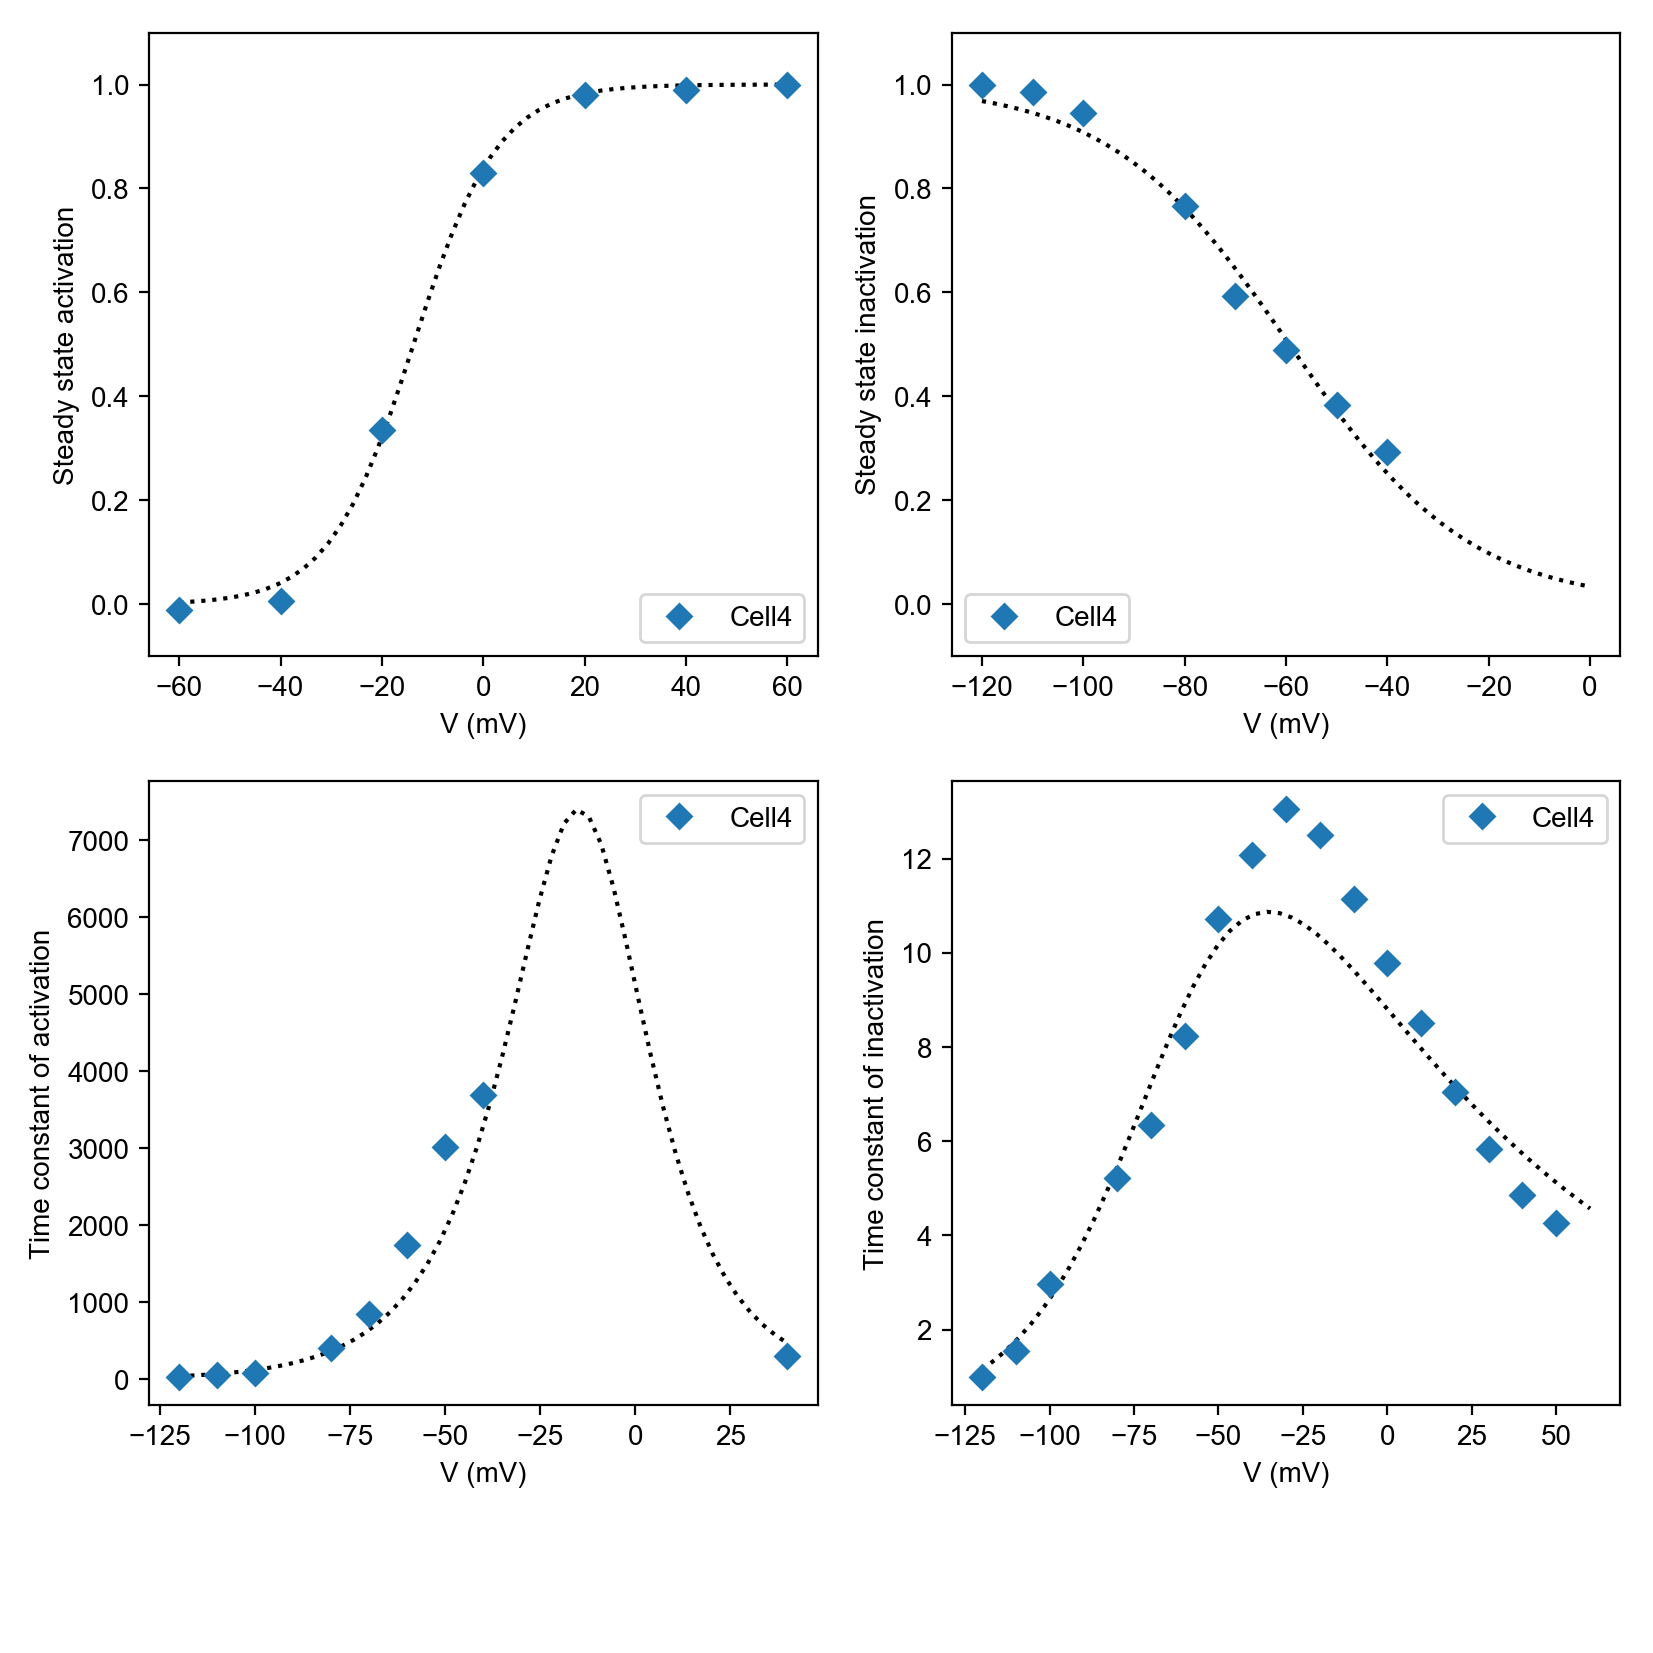 Steady state activation
1.0
0.8
0.6
0.4
0.2
0.0
Cell4
−60 −40 −20 0 20 40 60
V (mV)
Steady state inactivation
1.0
0.8
0.6
0.4
0.2
0.0
Cell4
−120 −100 −80 −60 −40 −20 0
V (mV)
Time constant of activation
7000
6000
5000
4000
3000
2000
1000
0
Cell4
−125 −100 −75 −50 −25 0 25
V (mV)
Time constant of inactivation
12
10
8
6
4
2
Cell4
−125 −100 −75 −50 −25 0 25 50
V (mV)